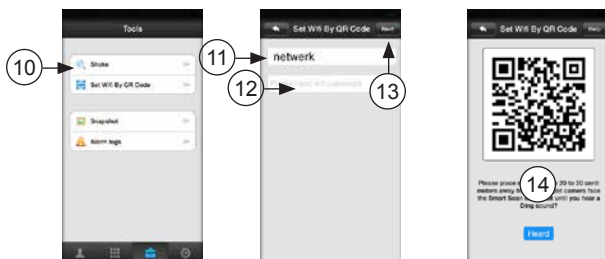 Tools
10
Shake
Set Wifi By QR Code
Snapshot
Alarm logs
Set Wifi By QR Code
Next
11
netwerk
12
13
Set Wifi By QR Code
Help
Please place 20 to 30 centi
meters away camera face
the Smart Scan until you hear a
Ding sound?
14
Heard